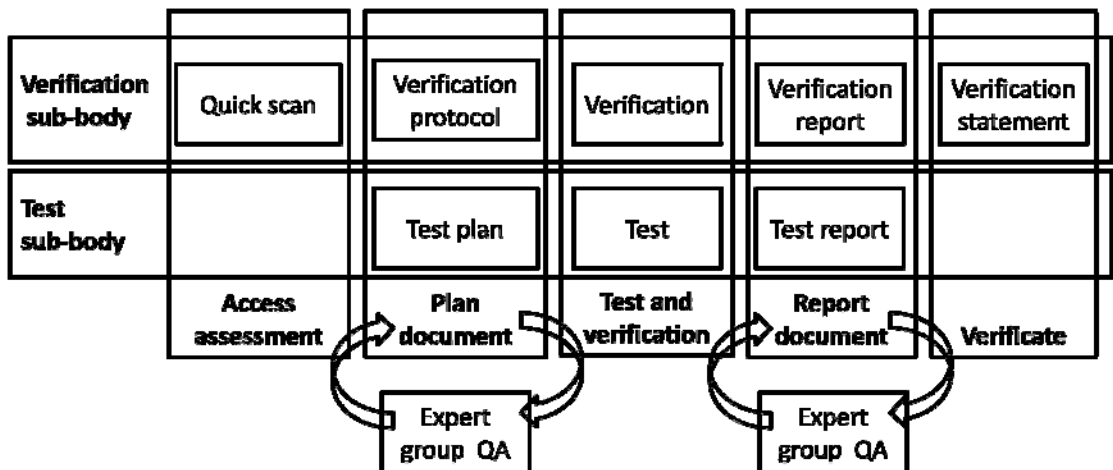 Verification
sub-body
Quick scan
Verification
protocol
Verification
Verification
report
Verification
statement
Test
sub-body
Test plan
Test
Test report
Access
assessment
Plan
document
Test and
verification
Report
document
Verificate
Expert
group QA
Expert
group QA